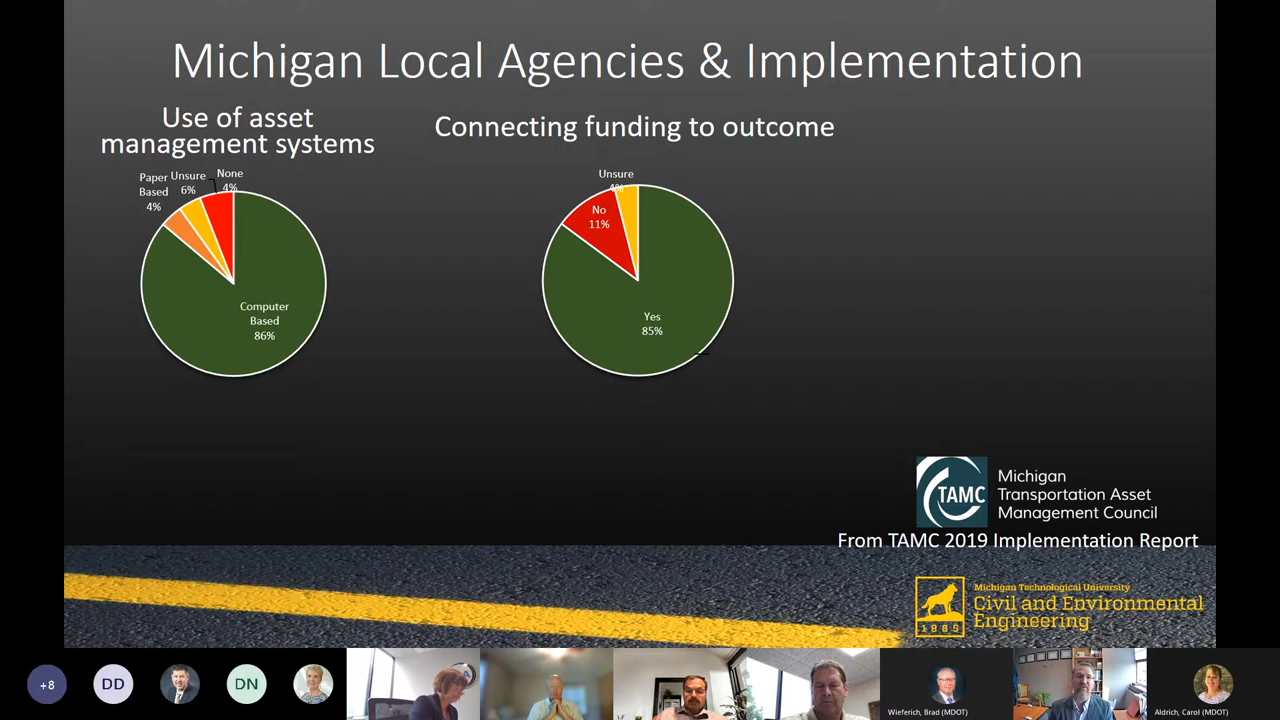 Michigan Local Agencies & Implementation
Use of asset
management systems
Connecting funding to outcome
Paper
Based
4%
Unsure
6%
None
4%
Computer
Based
86%
Unsure
4%
No
11%
Yes
85%
TAMC
Michigan
Transportation Asset
Management Council
From TAMC 2019 Implementation Report
1885
Michigan Technological University
Civil and Environmental
Engineering
+8
DD
DN
Wieferich, Brad (MDOT)
Aldrich, Carol (MDOT)